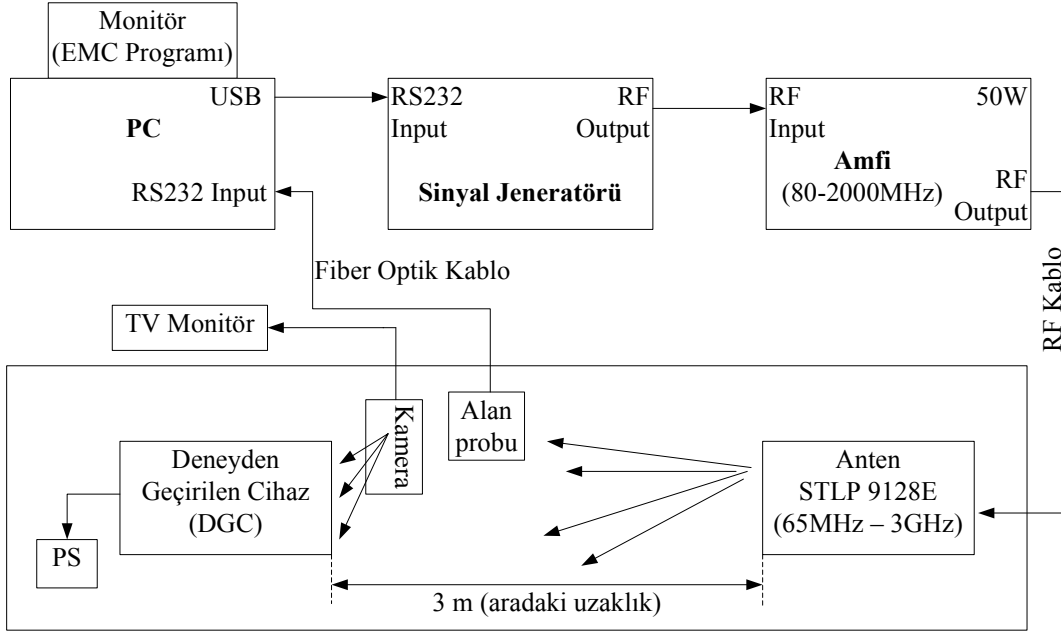 Monitör
(EMC Programı)
USB
PC
RS232 Input
RS232
Input
RF
Output
Sinyal Jeneratörü
RF
Input
50W
Amfi
(80-2000MHz)
RF
Output
RF Kablo
Fiber Optik Kablo
TV Monitör
Kamera
Alan
probu
Deneyden
Geçirilen Cihaz
(DGC)
PS
Anten
STLP 9128E
(65MHz – 3GHz)
3 m (aradaki uzaklık)